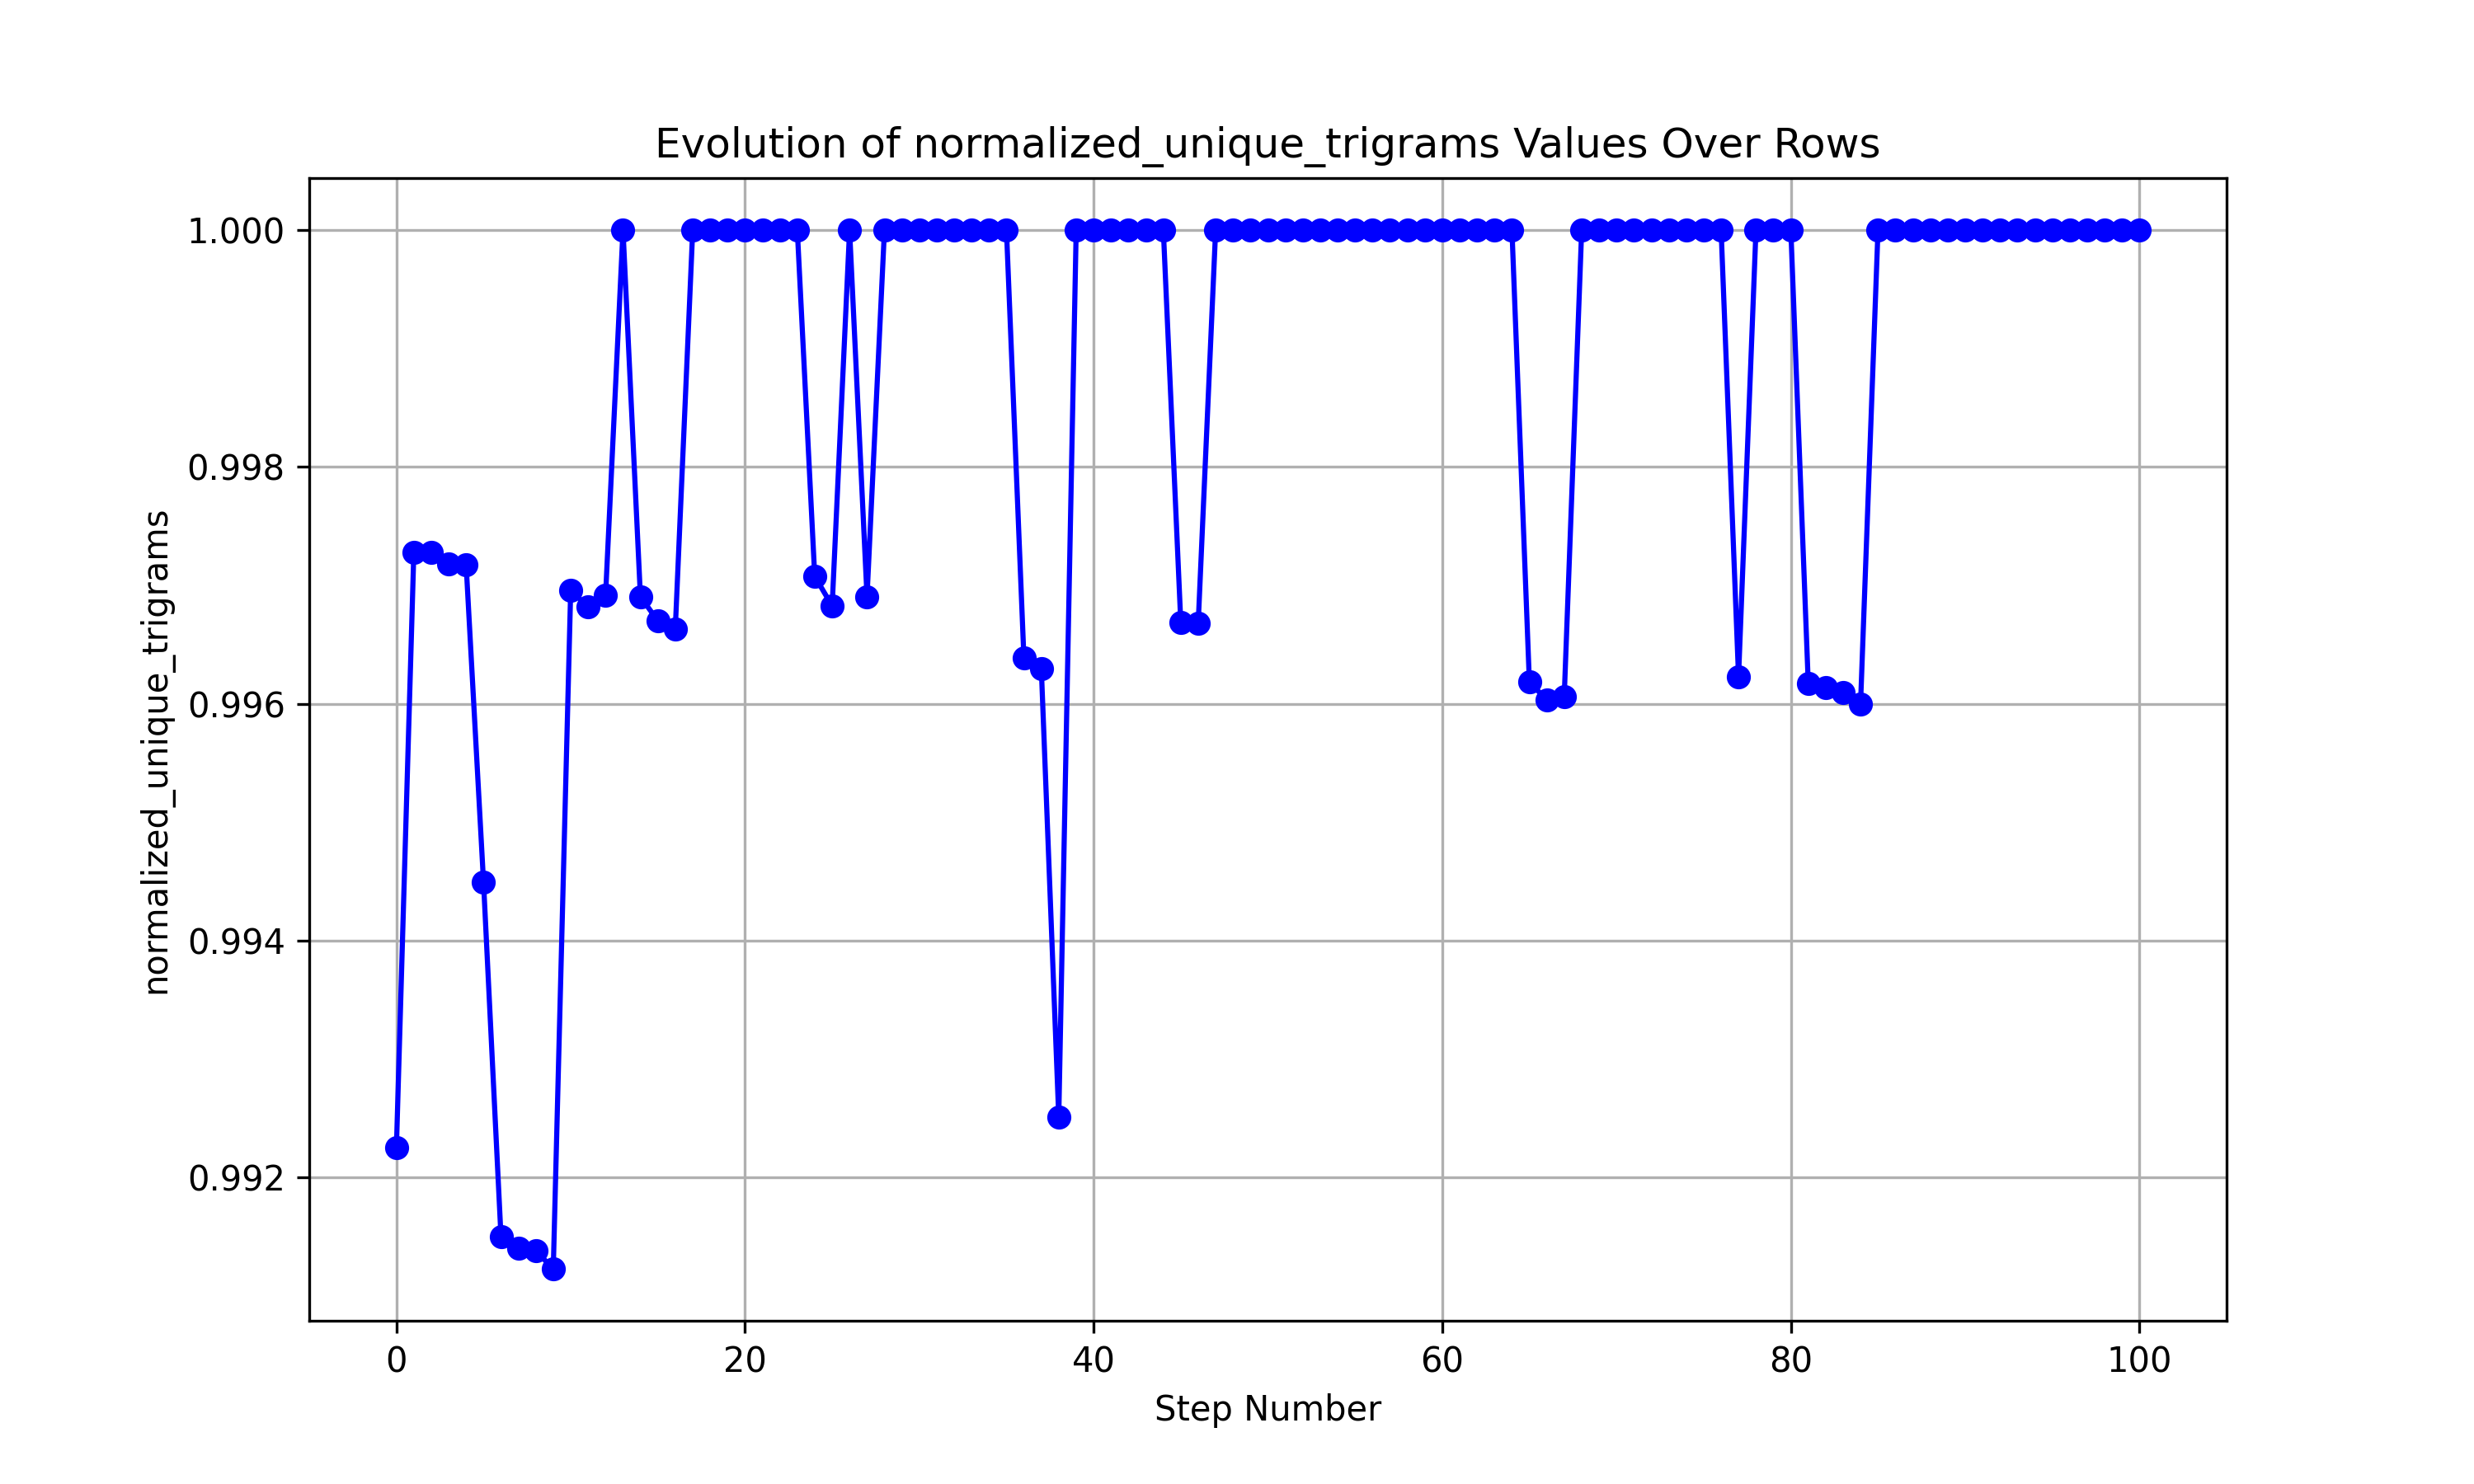 Evolution of normalized_unique_trigrams Values Over Rows
1.000
0.998
0.996
0.994
0.992
normalized_unique_trigrams
0 20 40 60 80 100
Step Number